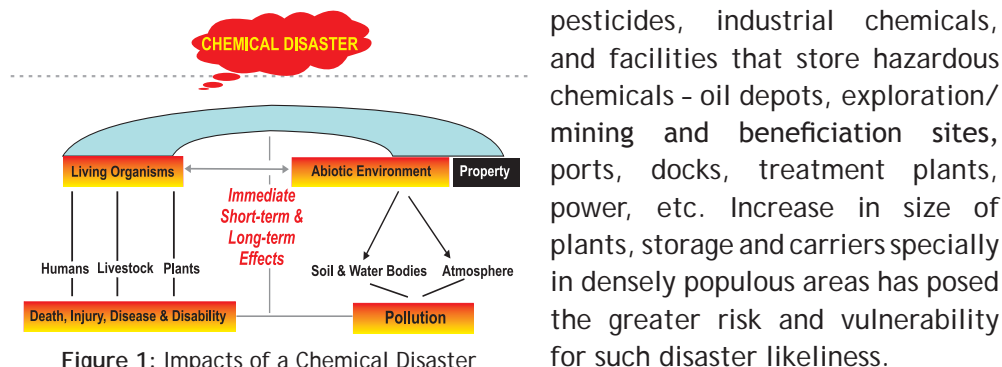 CHEMICAL DISASTER
Living Organisms
Abiotic Environment
Property
Immediate
Short-term &
Long-term
Effects
Humans Livestock Plants
Soil & Water Bodies Atmosphere
Death, Injury, Disease & Disability
Pollution
Figure 1: Impacts of a Chemical Disaster
pesticides, industrial chemicals,
and facilities that store hazardous
chemicals – oil depots, exploration/
mining and beneficiation sites,
ports, docks, treatment plants,
power, etc. Increase in size of
plants, storage and carriers specially
in densely populous areas has posed
the greater risk and vulnerability
for such disaster likeliness.